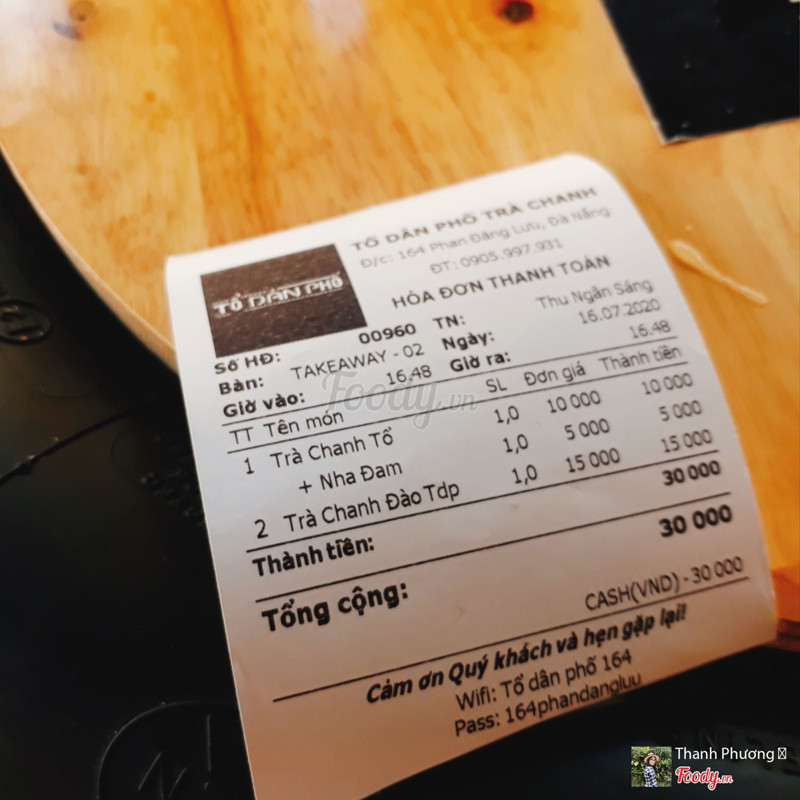 TỔ DÂN PHỐ TRÀ CHANH
Đ/c: 164 Phan Đăng Lưu, Đà Nẵng
ĐT: 0905.997.931
TỔ DÂN PHỐ
HÓA ĐƠN THANH TOÀN
Số HĐ: 00960 TN: Thu Ngân Sáng
Bàn: TAKEAWAY - 02 Ngày: 16.07.2020
Giờ vào: 16.48 Giờ ra: 16.48
TT Tên món SL Đơn giá Thành tiền
1 Trà Chanh Tổ 1,0 10 000 10 000
+ Nha Đam 1,0 5 000 5 000
2 Trà Chanh Đào Tdp 1,0 15 000 15 000
Thành tiền: 30 000
Tổng cộng: 30 000
CASH(VND) - 30 000
Cảm ơn Quý khách và hẹn gặp lại!
Wifi: Tổ dân phố 164
Pass: 164phandangluu
Foody.vn
Thanh Phương
Foody.vn